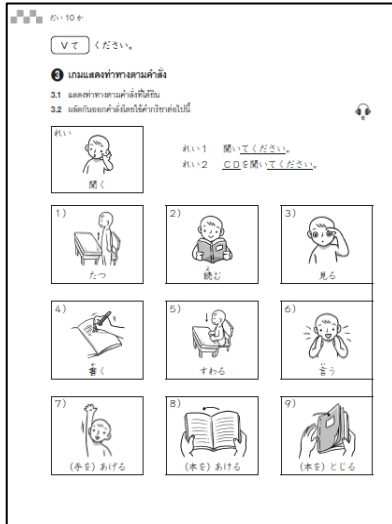 だい 10 か
Vて ください。
3 เกมแสดงท่าทางตามคำสั่ง
3.1 แสดงท่าทางตามคำสั่งที่ได้ยิน
3.2 ผลัดกันออกคำสั่งโดยใช้คำกริยาต่อไปนี้
6
れい
聞く
れい1 聞いてください。
れい2 CDを聞いてください。
1)
たつ
2)
読む
3)
見る
4)
書く
5)
すわる
6)
言う
7)
(手を) あげる
8)
(本を) あける
9)
(本を) とじる